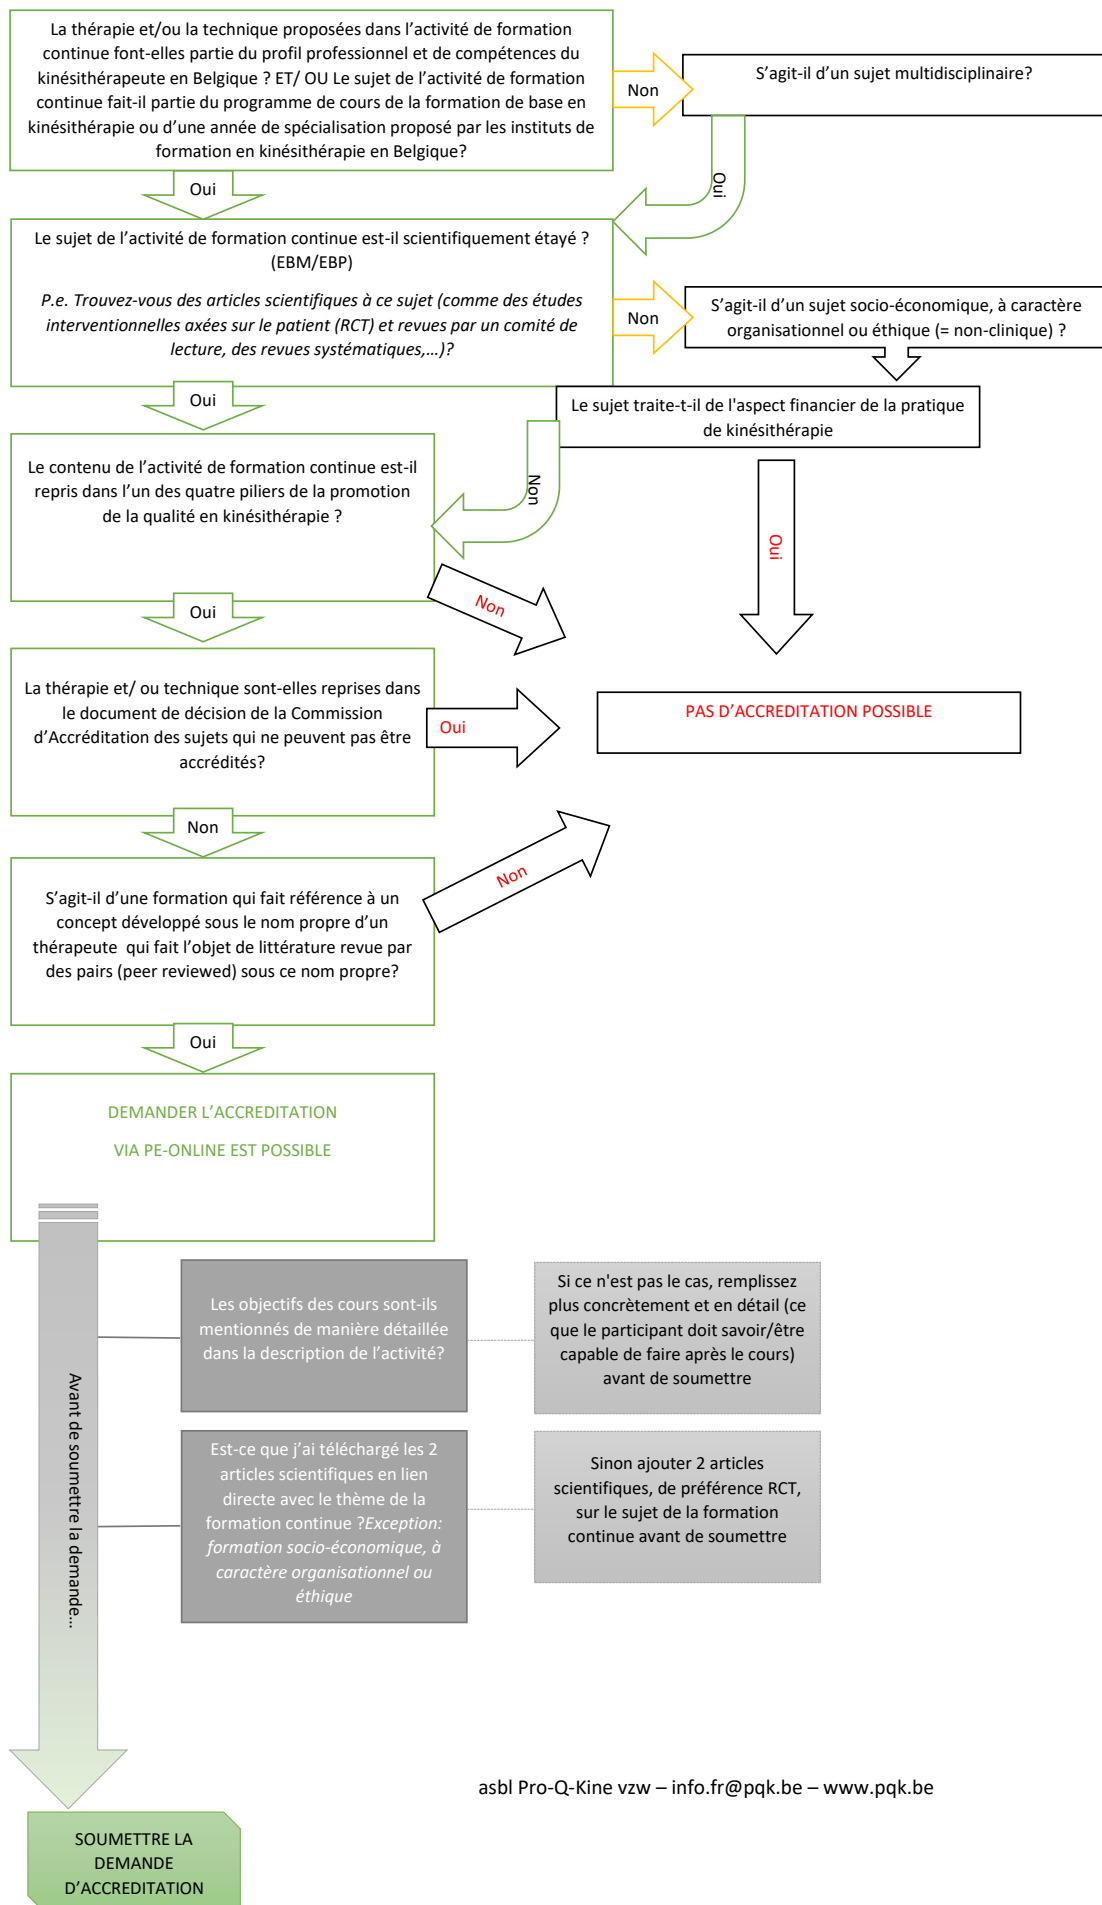 La thérapie et/ou la technique proposées dans l’activité de formation
continue font-elles partie du profil professionnel et de compétences du
kinésithérapeute en Belgique ? ET/ OU Le sujet de l’activité de formation
continue fait-il partie du programme de cours de la formation de base en
kinésithérapie ou d’une année de spécialisation proposé par les instituts de
formation en kinésithérapie en Belgique?
Non
S’agit-il d’un sujet multidisciplinaire?
Oui
Oui
Le sujet de l’activité de formation continue est-il scientifiquement étayé ?
(EBM/EBP)
P.e. Trouvez-vous des articles scientifiques à ce sujet (comme des études
interventionnelles axées sur le patient (RCT) et revues par un comité de
lecture, des revues systématiques,…)?
Non
S’agit-il d’un sujet socio-économique, à caractère
organisationnel ou éthique (= non-clinique) ?
Oui
Le sujet traite-t-il de l'aspect financier de la pratique
de kinésithérapie
Non
Oui
Le contenu de l’activité de formation continue est-il
repris dans l’un des quatre piliers de la promotion
de la qualité en kinésithérapie ?
Non
Oui
La thérapie et/ ou technique sont-elles reprises dans
le document de décision de la Commission
d’Accréditation des sujets qui ne peuvent pas être
accrédités?
Oui
PAS D’ACCREDITATION POSSIBLE
Non
S’agit-il d’une formation qui fait référence à un
concept développé sous le nom propre d’un
thérapeute  qui fait l’objet de littérature revue par
des pairs (peer reviewed) sous ce nom propre?
Non
Oui
DEMANDER L’ACCREDITATION
VIA PE-ONLINE EST POSSIBLE
Avant de soumettre la demande…
Les objectifs des cours sont-ils
mentionnés de manière détaillée
dans la description de l’activité?
Si ce n'est pas le cas, remplissez
plus concrètement et en détail (ce
que le participant doit savoir/être
capable de faire après le cours)
avant de soumettre
Est-ce que j’ai téléchargé les 2
articles scientifiques en lien
directe avec le thème de la
formation continue ?Exception:
formation socio-économique, à
caractère organisationnel ou
éthique
Sinon ajouter 2 articles
scientifiques, de préférence RCT,
sur le sujet de la formation
continue avant de soumettre
asbl Pro-Q-Kine vzw – info.fr@pqk.be – www.pqk.be
SOUMETTRE LA
DEMANDE
D’ACCREDITATION